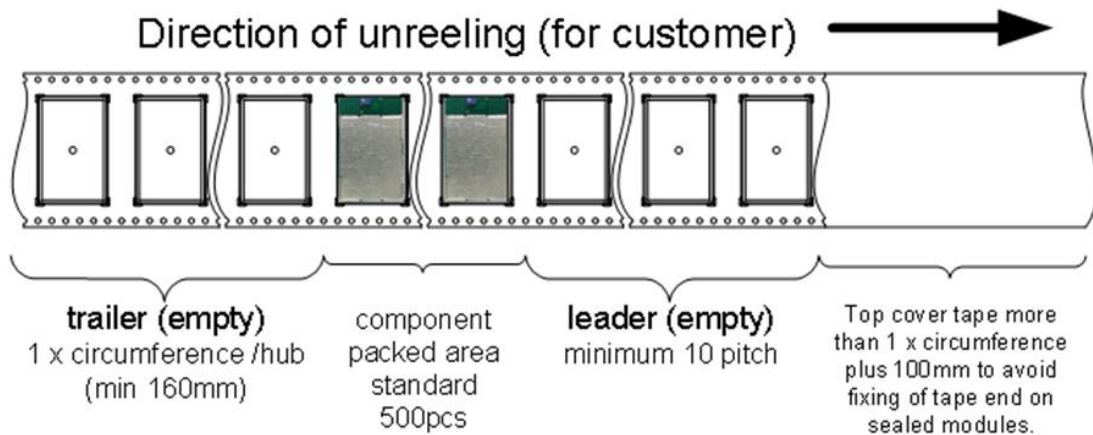 Direction of unreeling (for customer)
trailer (empty)
1 x circumference /hub
(min 160mm)
component
packed area
standard
500pcs
leader (empty)
minimum 10 pitch
Top cover tape more
than 1 x circumference
plus 100mm to avoid
fixing of tape end on
sealed modules.